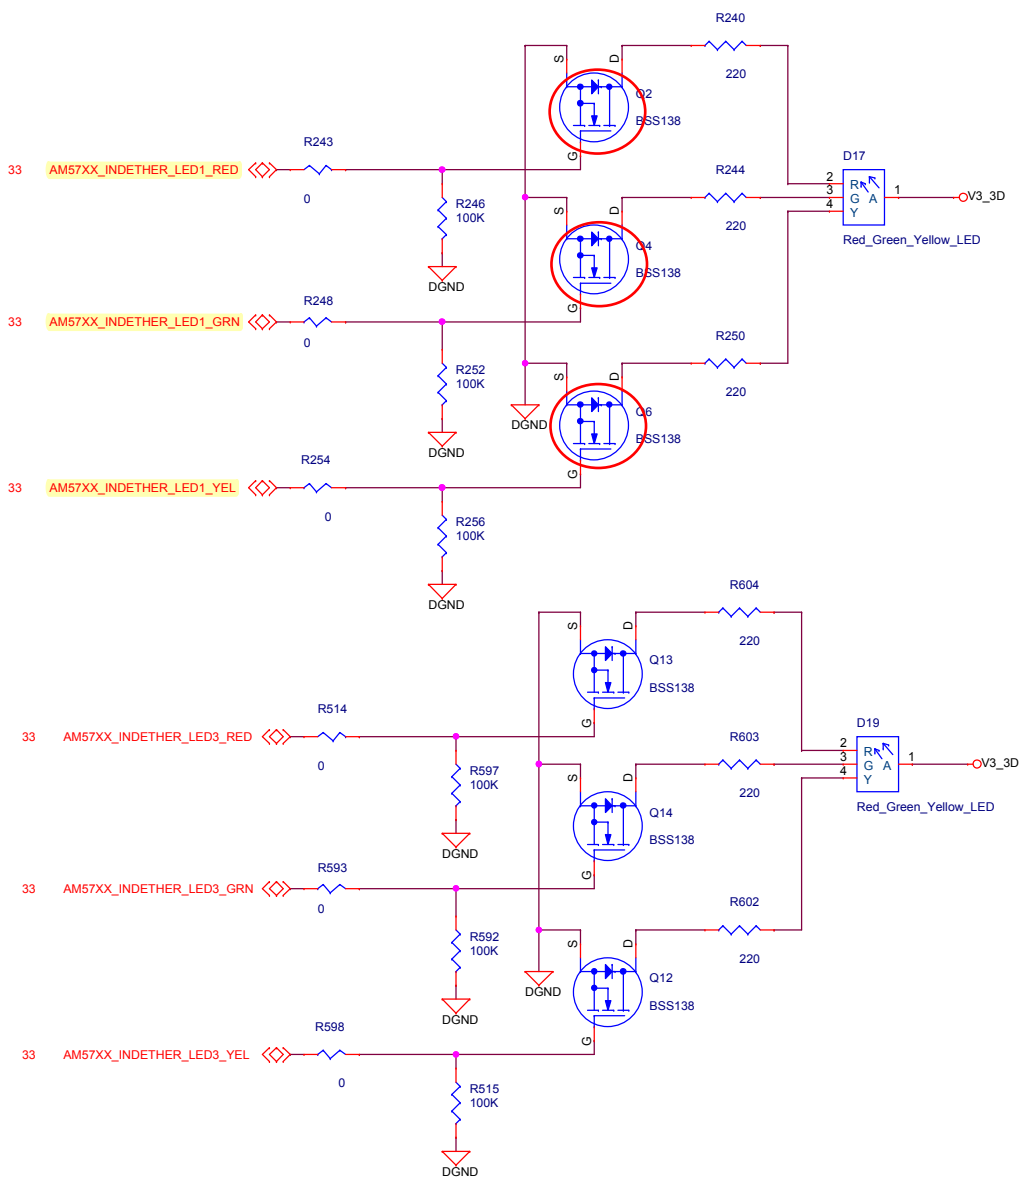 R240
S
D
220
Q2
BSS138
R243
33 AM57XX_INDETHER_LED1_RED
0
G
R246
100K
DGND
R244
S
D
220
Q4
BSS138
D17
2 R
3 G A 1 V3_3D
4 Y
Red_Green_Yellow_LED
R248
33 AM57XX_INDETHER_LED1_GRN
0
G
R252
100K
DGND
R250
S
D
220
DGND
Q6
BSS138
R254
33 AM57XX_INDETHER_LED1_YEL
0
G
R256
100K
DGND
R604
S
D
220
Q13
BSS138
R514
33 AM57XX_INDETHER_LED3_RED
0
G
R597
100K
DGND
R603
S
D
220
Q14
BSS138
D19
2 R
3 G A 1 V3_3D
4 Y
Red_Green_Yellow_LED
R593
33 AM57XX_INDETHER_LED3_GRN
0
G
R592
100K
DGND
R602
S
D
220
DGND
Q12
BSS138
R598
33 AM57XX_INDETHER_LED3_YEL
0
G
R515
100K
DGND